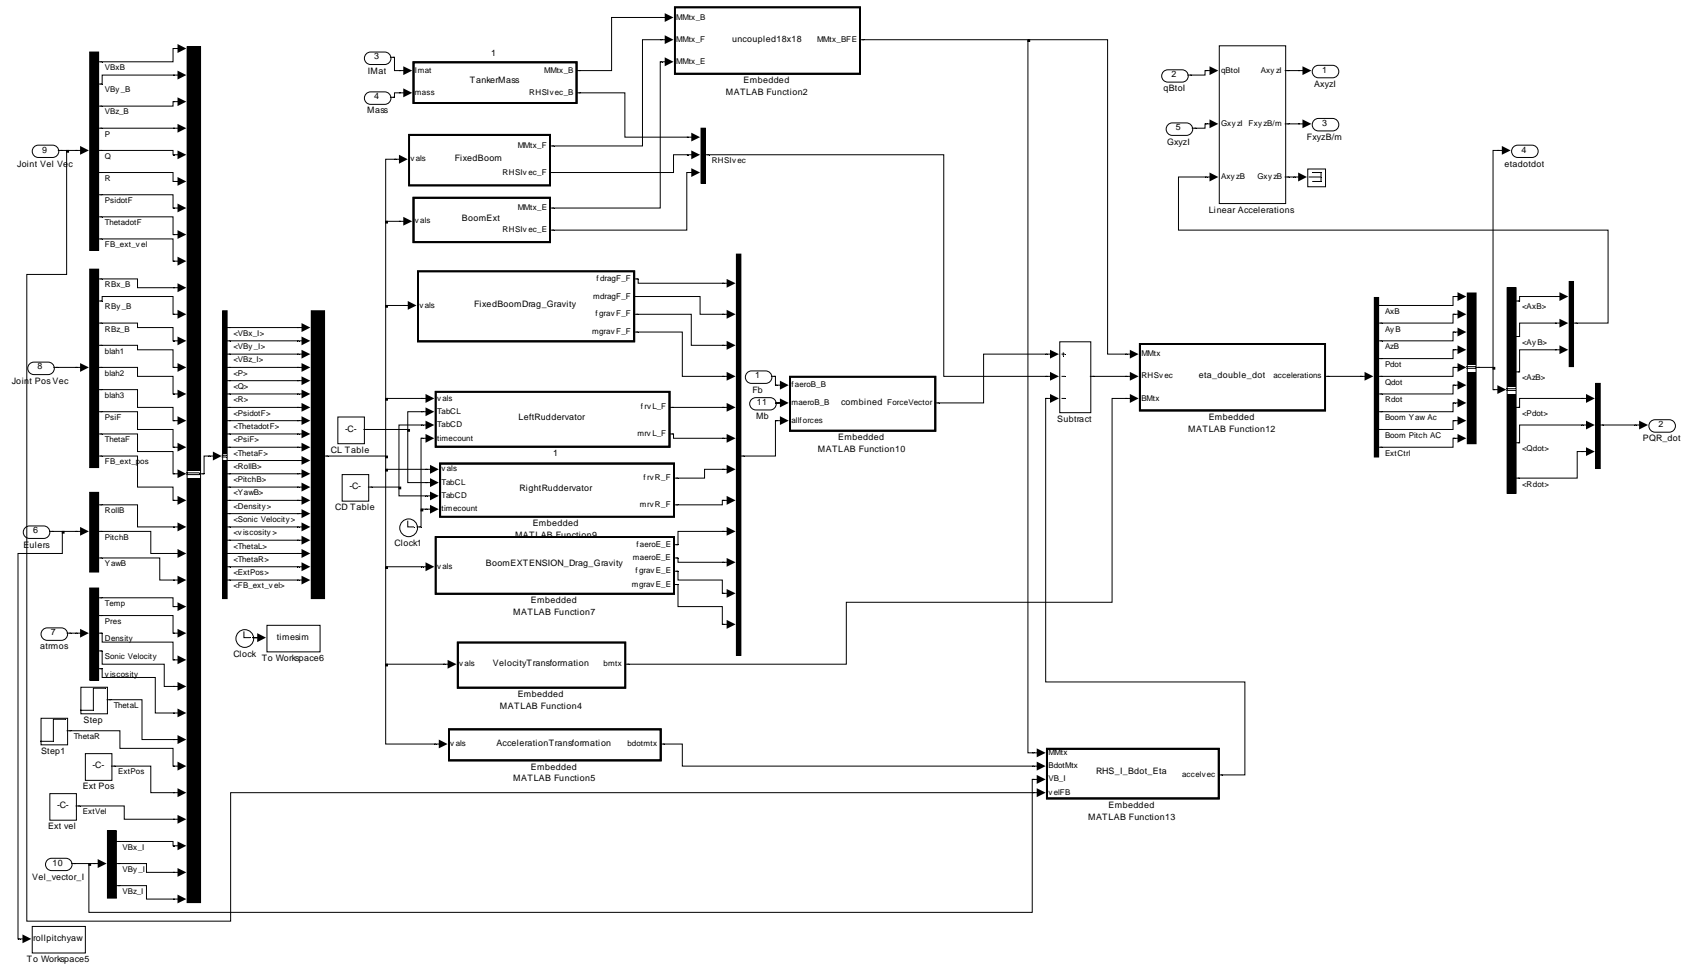 9
Joint Vel Vec
VBxB
VBy_B
VBz_B
P
Q
R
PsidotF
ThetadotF
FB_ext_vel
8
Joint Pos Vec
RBx_B
RBy_B
RBz_B
blah1
blah2
blah3
PsiF
ThetaF
FB_ext_pos
6
Eulers
RollB
PitchB
YawB
7
atrmos
Temp
Pres
Density
Sonic Velocity
viscosity
Step
ThetaL
Step1
ThetaR
-C-
Ext Pos
ExtPos
-C-
Ext vel
ExtVel
10
Vel_vector_I
VBx_I
VBy_I
VBz_I
rollpitchyaw
To Workspace5
<VBx_I>
<VBy_I>
<VBz_I>
<P>
<Q>
<R>
<PsidotF>
<ThetadotF>
<PsiF>
<ThetaF>
<RollB>
<PitchB>
<YawB>
<Density>
<Sonic Velocity>
<viscosity>
<ThetaL>
<ThetaR>
<ExtPos>
<FB_ext_vel>
Clock
timesim
To Workspace6
-C-
CL Table
-C-
CD Table
Clock1
3
IMat
4
Mass
1
Imat
mass
TankerMass
MMtx_B
RHSIvec_B
vals
FixedBoom
MMtx_F
RHSIvec_F
vals
BoomExt
MMtx_E
RHSIvec_E
vals
FixedBoomDrag_Gravity
fdragF_F
mdragF_F
fgravF_F
mgravF_F
vals
TabCL
TabCD
timecount
LeftRuddervator
frvL_F
mrvL_F
1
vals
TabCL
TabCD
timecount
RightRuddervator
frvR_F
mrvR_F
Embedded
MATLAB Function9
vals
BoomEXTENSION_Drag_Gravity
faeroE_E
maeroE_E
fgravE_E
mgravE_E
Embedded
MATLAB Function7
vals
VelocityTransformation
bmtx
Embedded
MATLAB Function4
vals
AccelerationTransformation
bdotmtx
Embedded
MATLAB Function5
MMtx_B
MMtx_F
MMtx_E
uncoupled18x18
MMtx_BFE
Embedded
MATLAB Function2
RHSIvec
1
Fb
11
Mb
faeroB_B
maeroB_B
allforces
combined
ForceVector
Embedded
MATLAB Function10
+
−
−
Subtract
MMtx
RHSvec
BMtx
eta_double_dot
accelerations
Embedded
MATLAB Function12
MMtx
BdotMtx
VB_I
velFB
RHS_I_Bdot_Eta
accelvec
Embedded
MATLAB Function13
2
qBtoI
5
GxyzI
qBtoI
GxyzI
AxyzB
AxyzI
FxyzB/m
GxyzB
Linear Accelerations
1
AxyzI
3
FxyzB/m
4
etadotdot
AxB
AyB
AzB
Pdot
Qdot
Rdot
Boom Yaw Ac
Boom Pitch AC
ExtCtrl
<AxB>
<AyB>
<AzB>
<Pdot>
<Qdot>
<Rdot>
2
PQR_dot